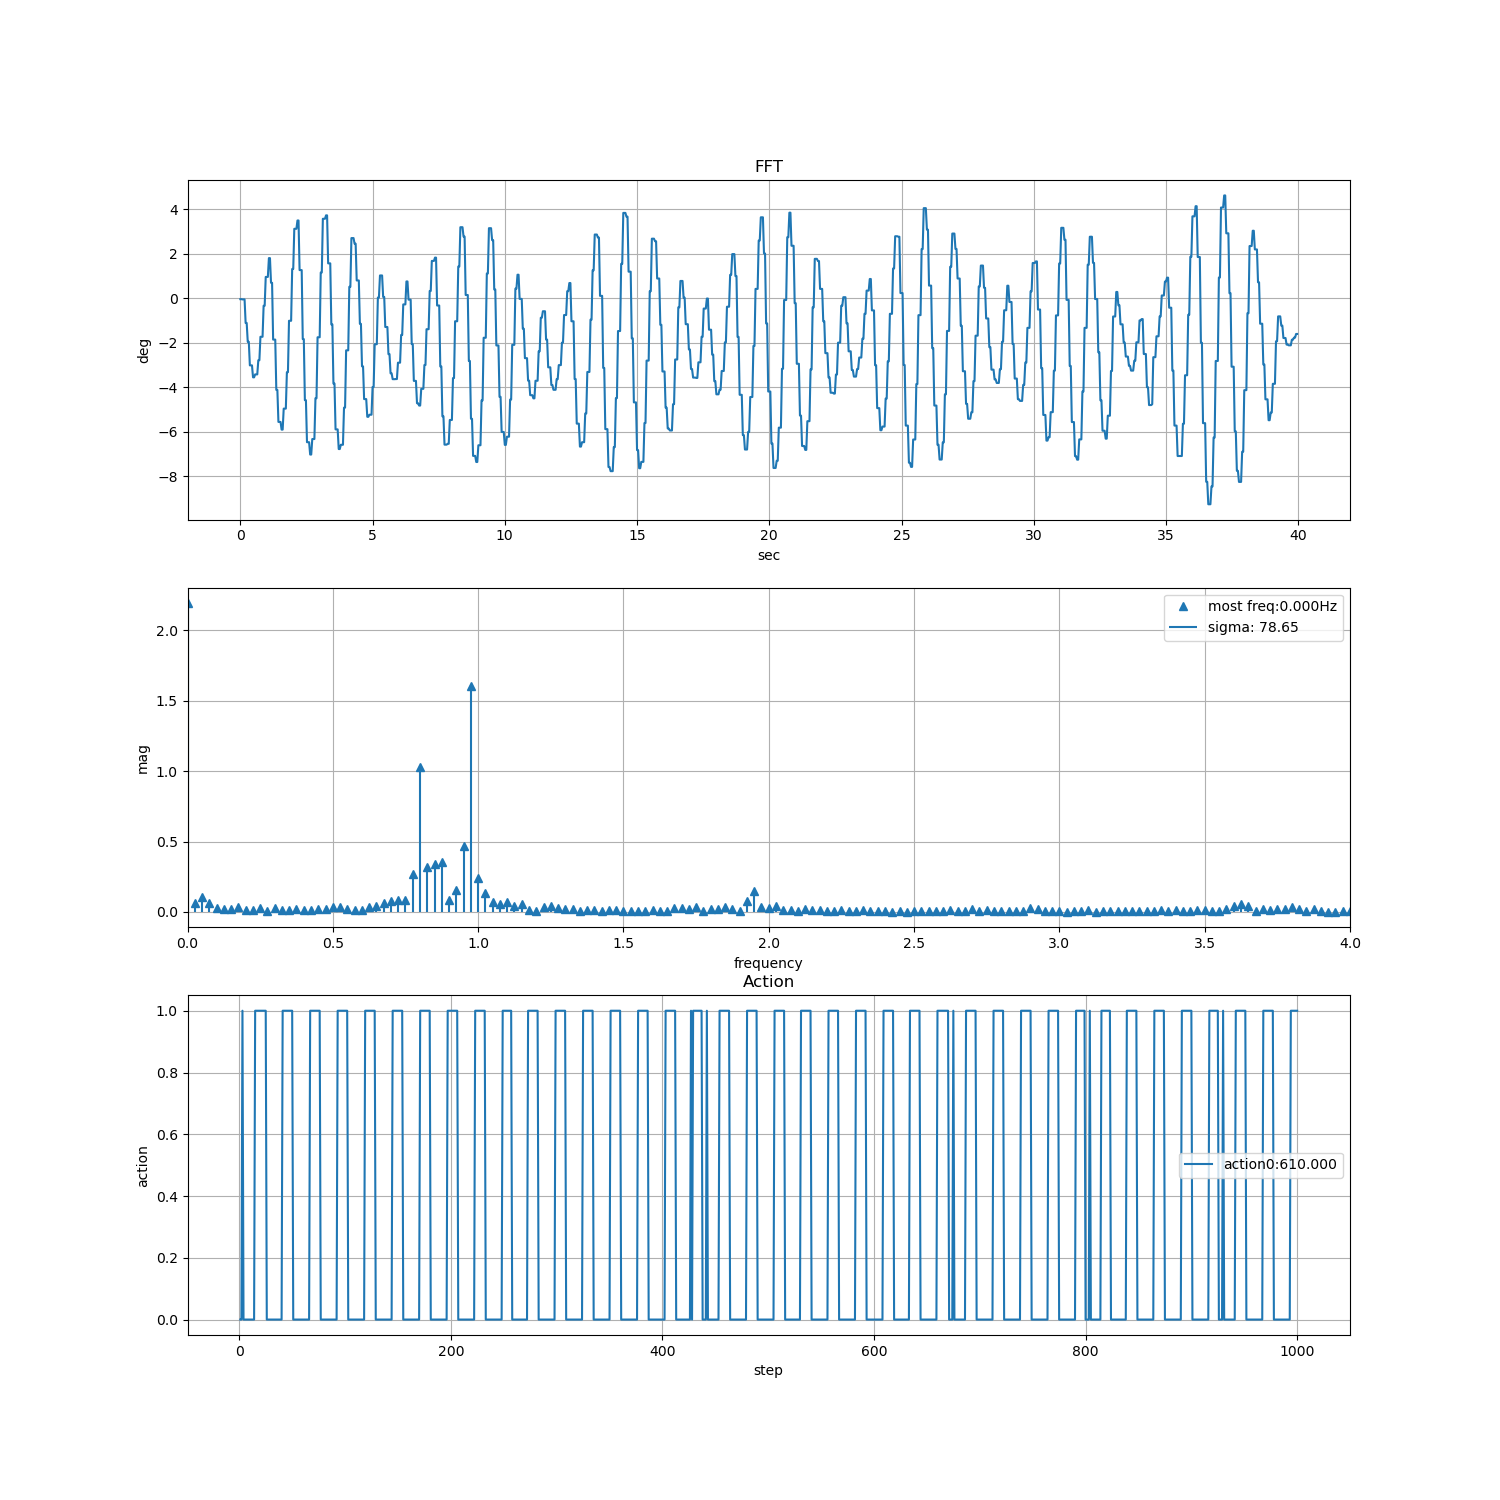 FFT
4
2
0
−2
−4
−6
−8
deg
0 5 10 15 20 25 30 35 40
sec
most freq:0.000Hz
sigma: 78.65
2.0
1.5
1.0
0.5
0.0
mag
0.0 0.5 1.0 1.5 2.0 2.5 3.0 3.5 4.0
frequency
Action
1.0
0.8
0.6
0.4
0.2
0.0
action
action0:610.000
0 200 400 600 800 1000
step